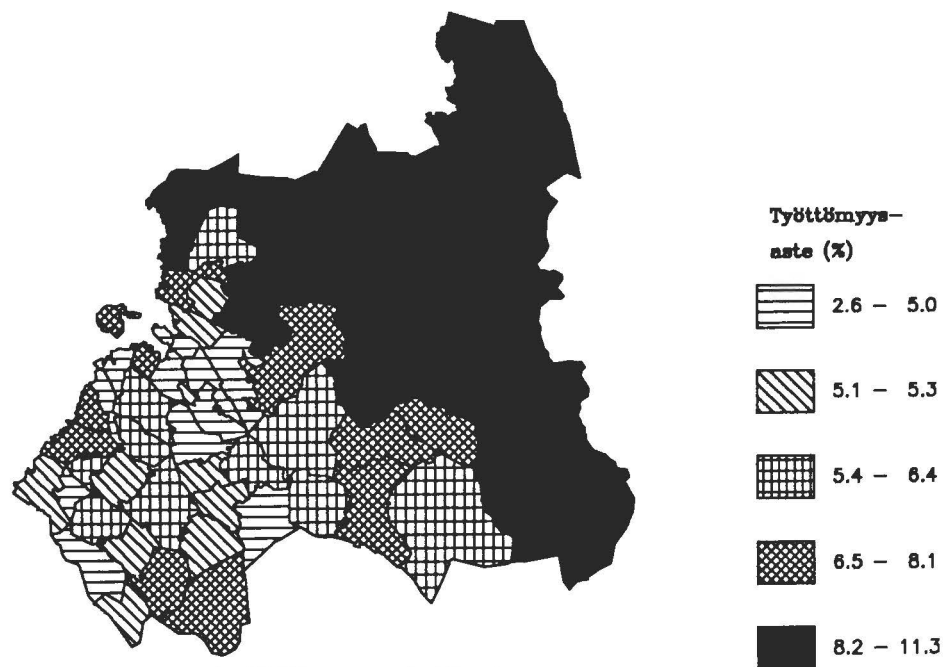 Työttömyys–
aste (%)
2.6 – 5.0
5.1 – 5.3
5.4 – 6.4
6.5 – 8.1
8.2 – 11.3